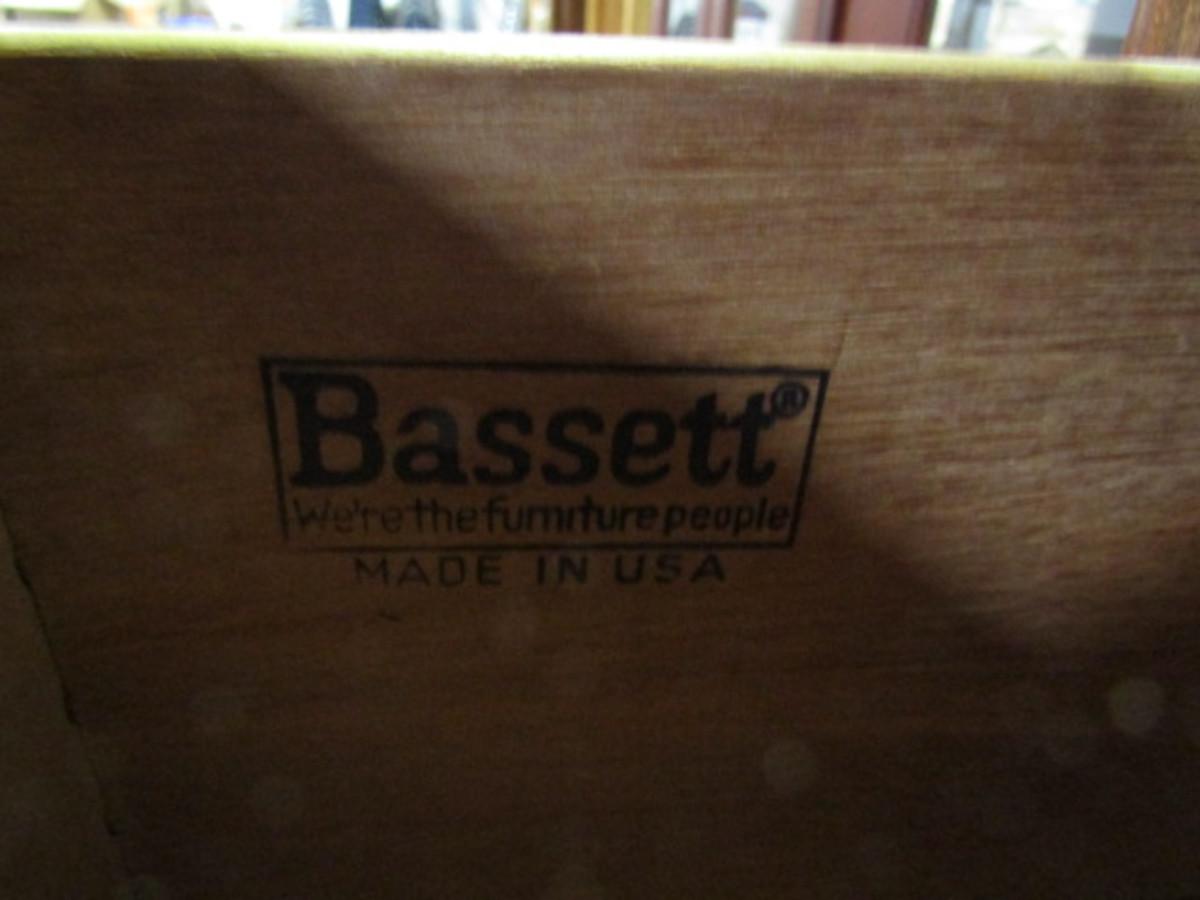 Bassett®
We're the furniture people
MADE IN USA